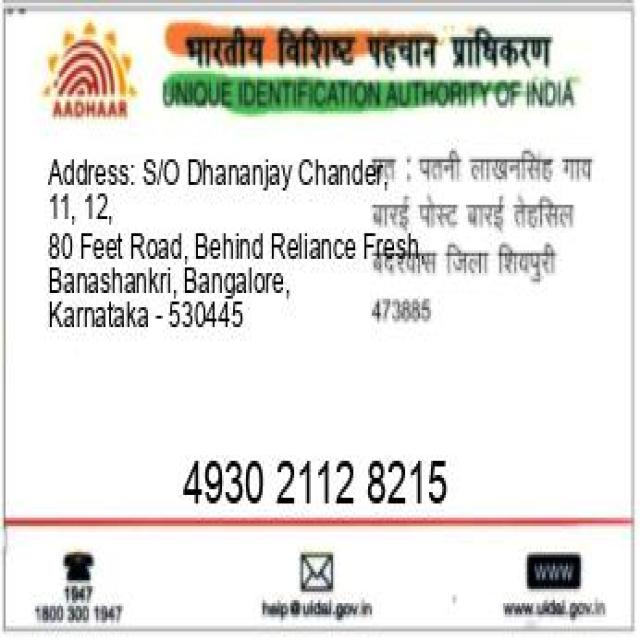 भारतीय विशिष्ट पहचान प्राधिकरण
AADHAAR
UNIQUE IDENTIFICATION AUTHORITY OF INDIA
Address: S/O Dhananjay Chander,
11, 12,
80 Feet Road, Behind Reliance Fresh,
Banashankri, Bangalore,
Karnataka - 530445
: पतनी लाखनसिंह गाव
बारई पोस्ट बारई तेहसिल
जिला शिवपुरी
473885
4930 2112 8215
1947
1800 300 1947
help@uidai.gov.in
www
www.uidai.gov.in